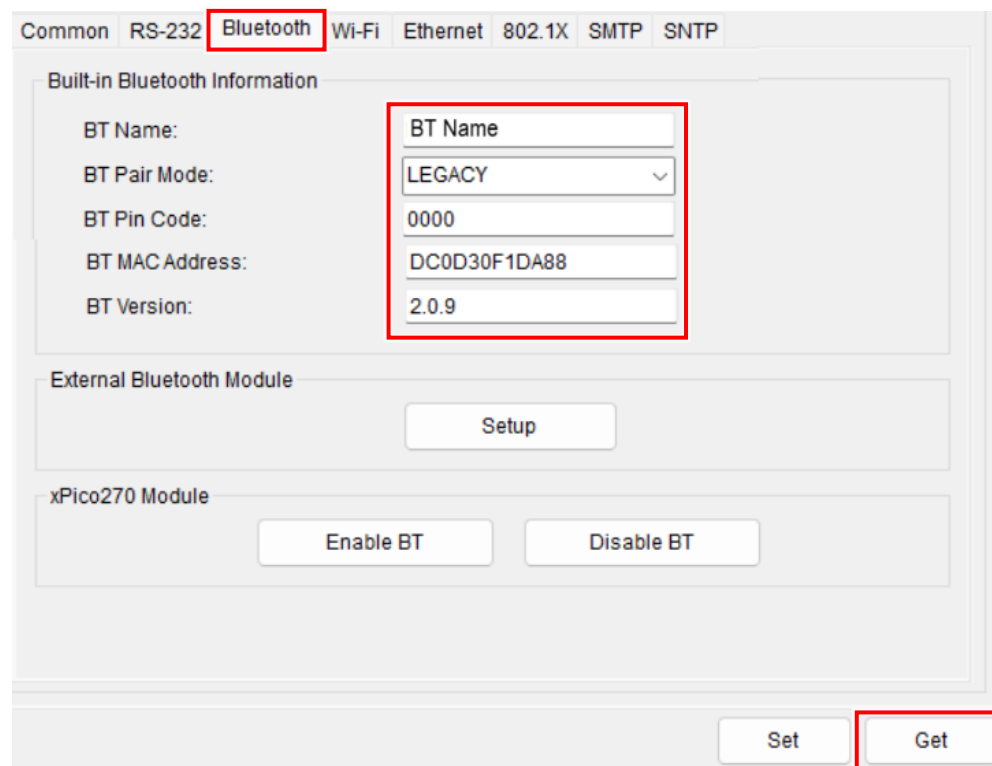 Common RS-232 Bluetooth Wi-Fi Ethernet 802.1X SMTP SNTP
Built-in Bluetooth Information
BT Name: BT Name
BT Pair Mode: LEGACY
BT Pin Code: 0000
BT MAC Address: DC0D30F1DA88
BT Version: 2.0.9
External Bluetooth Module
Setup
xPico270 Module
Enable BT Disable BT
Set Get